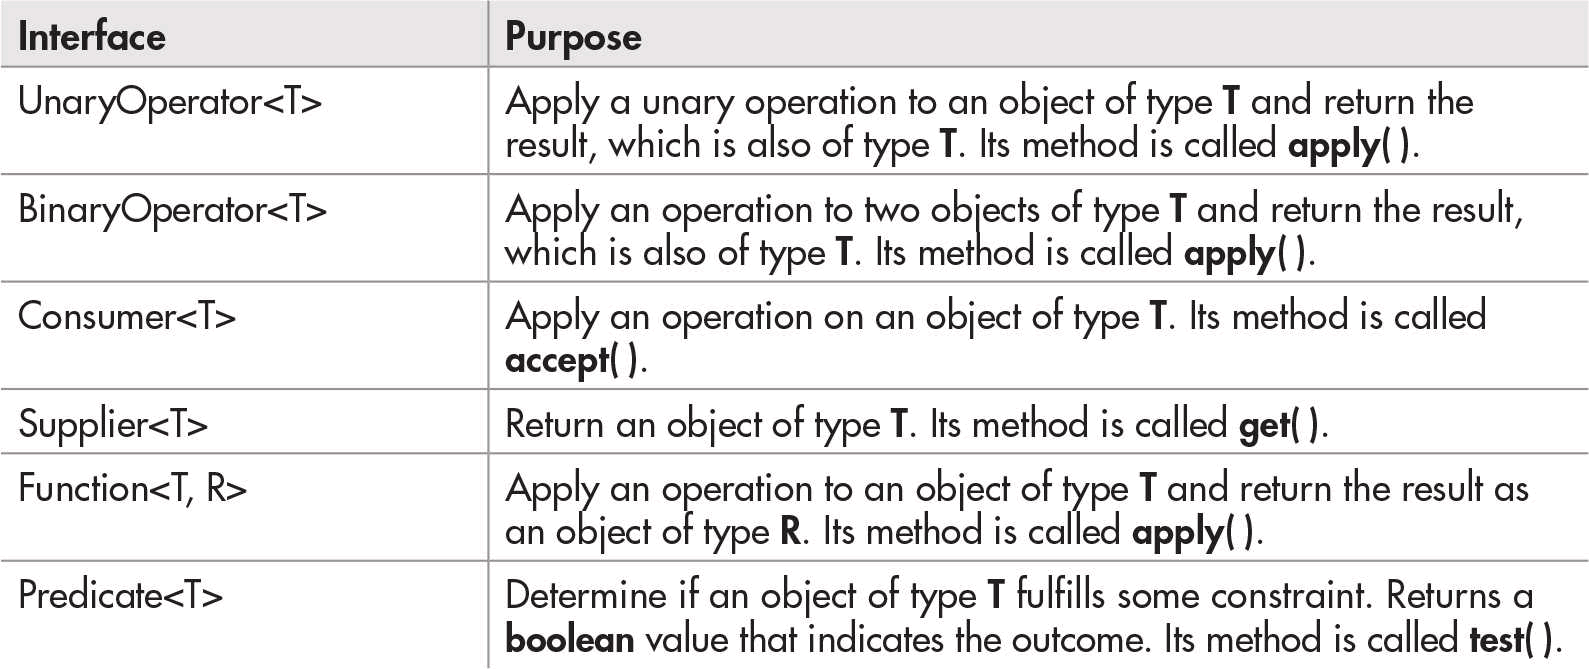 Interface Purpose
UnaryOperator<T> Apply a unary operation to an object of type T and return the
result, which is also of type T. Its method is called apply( ).
BinaryOperator<T> Apply an operation to two objects of type T and return the result,
which is also of type T. Its method is called apply( ).
Consumer<T> Apply an operation on an object of type T. Its method is called
accept( ).
Supplier<T> Return an object of type T. Its method is called get( ).
Function<T, R> Apply an operation to an object of type T and return the result as
an object of type R. Its method is called apply( ).
Predicate<T> Determine if an object of type T fulfills some constraint. Returns a
boolean value that indicates the outcome. Its method is called test( ).